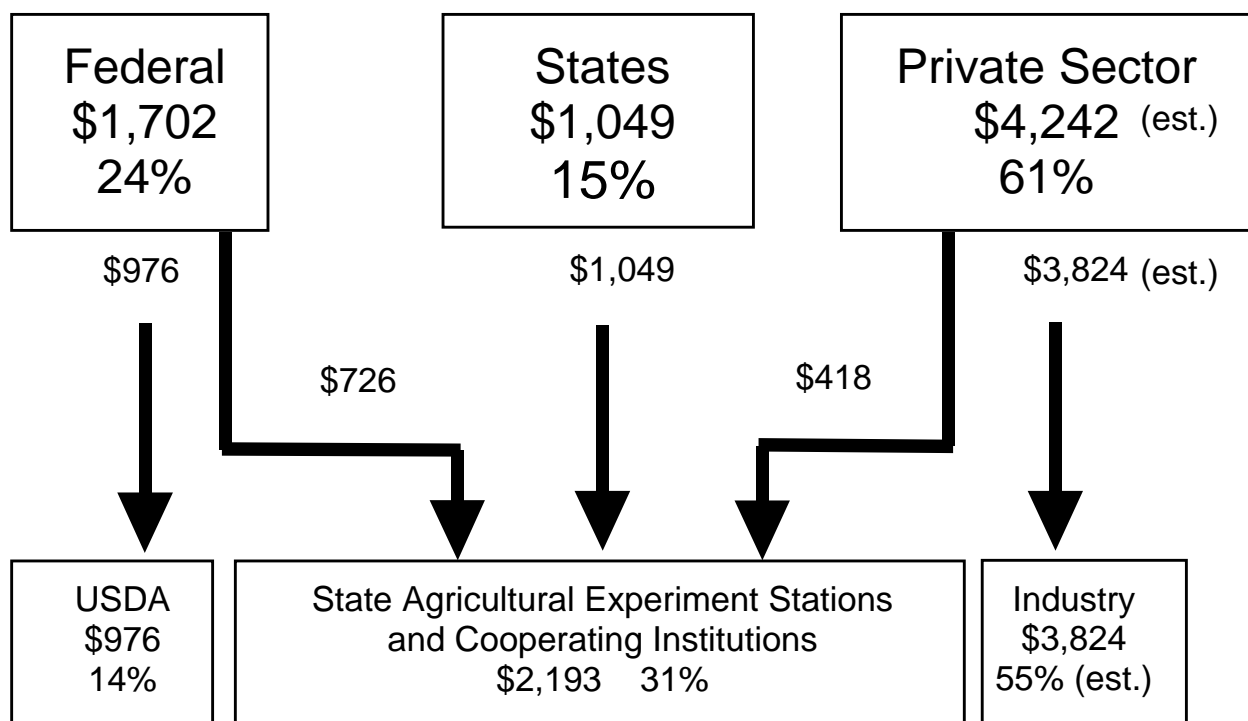 Federal
$1,702
24%
States
$1,049
15%
Private Sector
$4,242 (est.)
61%
$976
$1,049
$3,824 (est.)
$726
$418
USDA
$976
14%
State Agricultural Experiment Stations
and Cooperating Institutions
$2,193 31%
Industry
$3,824
55% (est.)